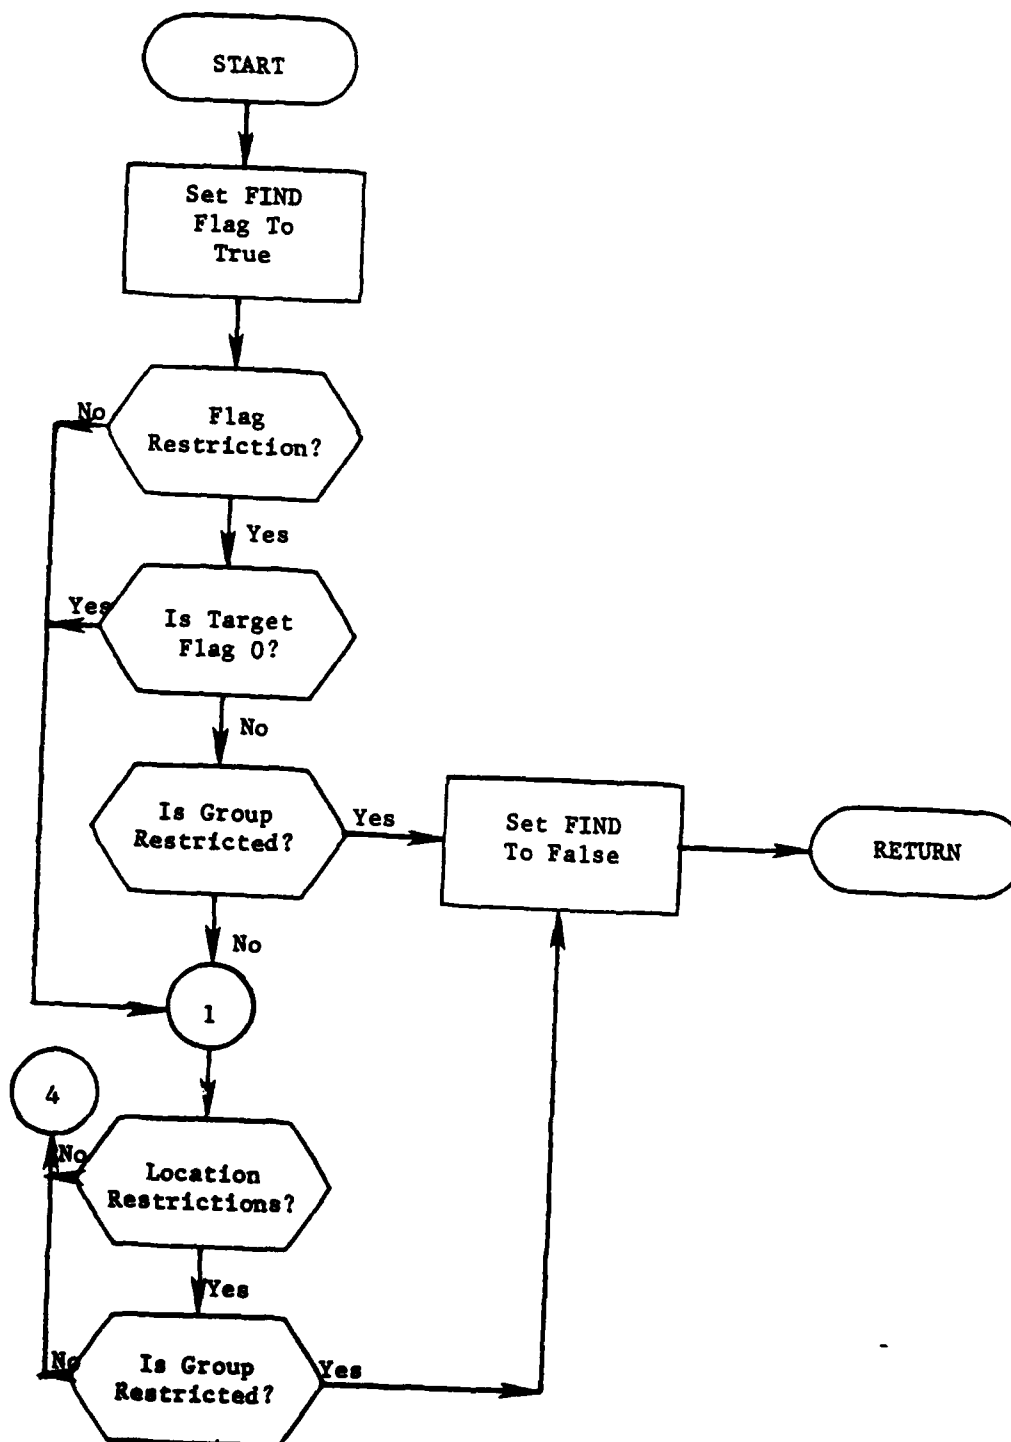 START
Set FIND
Flag To
True
No
Flag
Restriction?
Yes
Yes
Is Target
Flag 0?
No
Is Group
Restricted?
Yes
Set FIND
To False
RETURN
No
1
4
No
Location
Restrictions?
Yes
No
Is Group
Restricted?
Yes